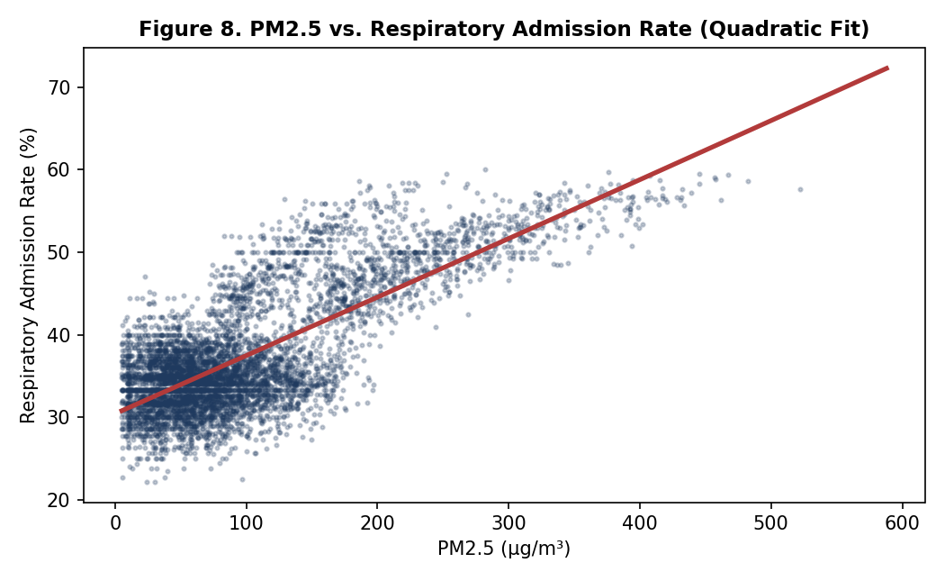 Figure 8. PM2.5 vs. Respiratory Admission Rate (Quadratic Fit)
70
60
50
40
30
20
Respiratory Admission Rate (%)
0 100 200 300 400 500 600
PM2.5 (µg/m³)